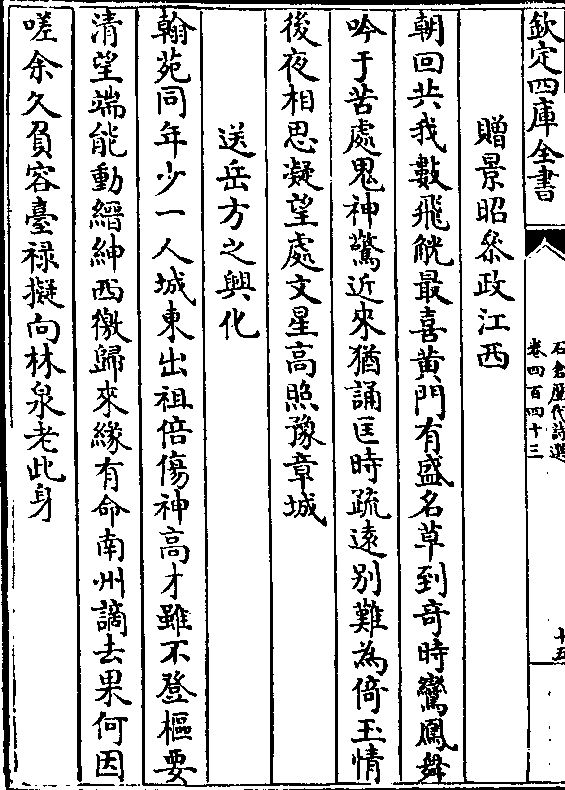 欽定四庫全書
石倉歴代詩選
卷四百四十三
十五
贈景昭叅政江西
朝回共我數飛觥最喜黄門有盛名草到奇時鸞鳳舞
吟于苦處鬼神驚近來猶誦匡時疏遠别難為倚玉情
後夜相思凝望處文星高照豫章城
送岳方之興化
翰苑同年少一人城東出祖倍傷神高才雖不登樞要
清望端能動縉紳西徼歸來緣有命南州謫去果何因
嗟余久負容臺禄擬向林泉老此身